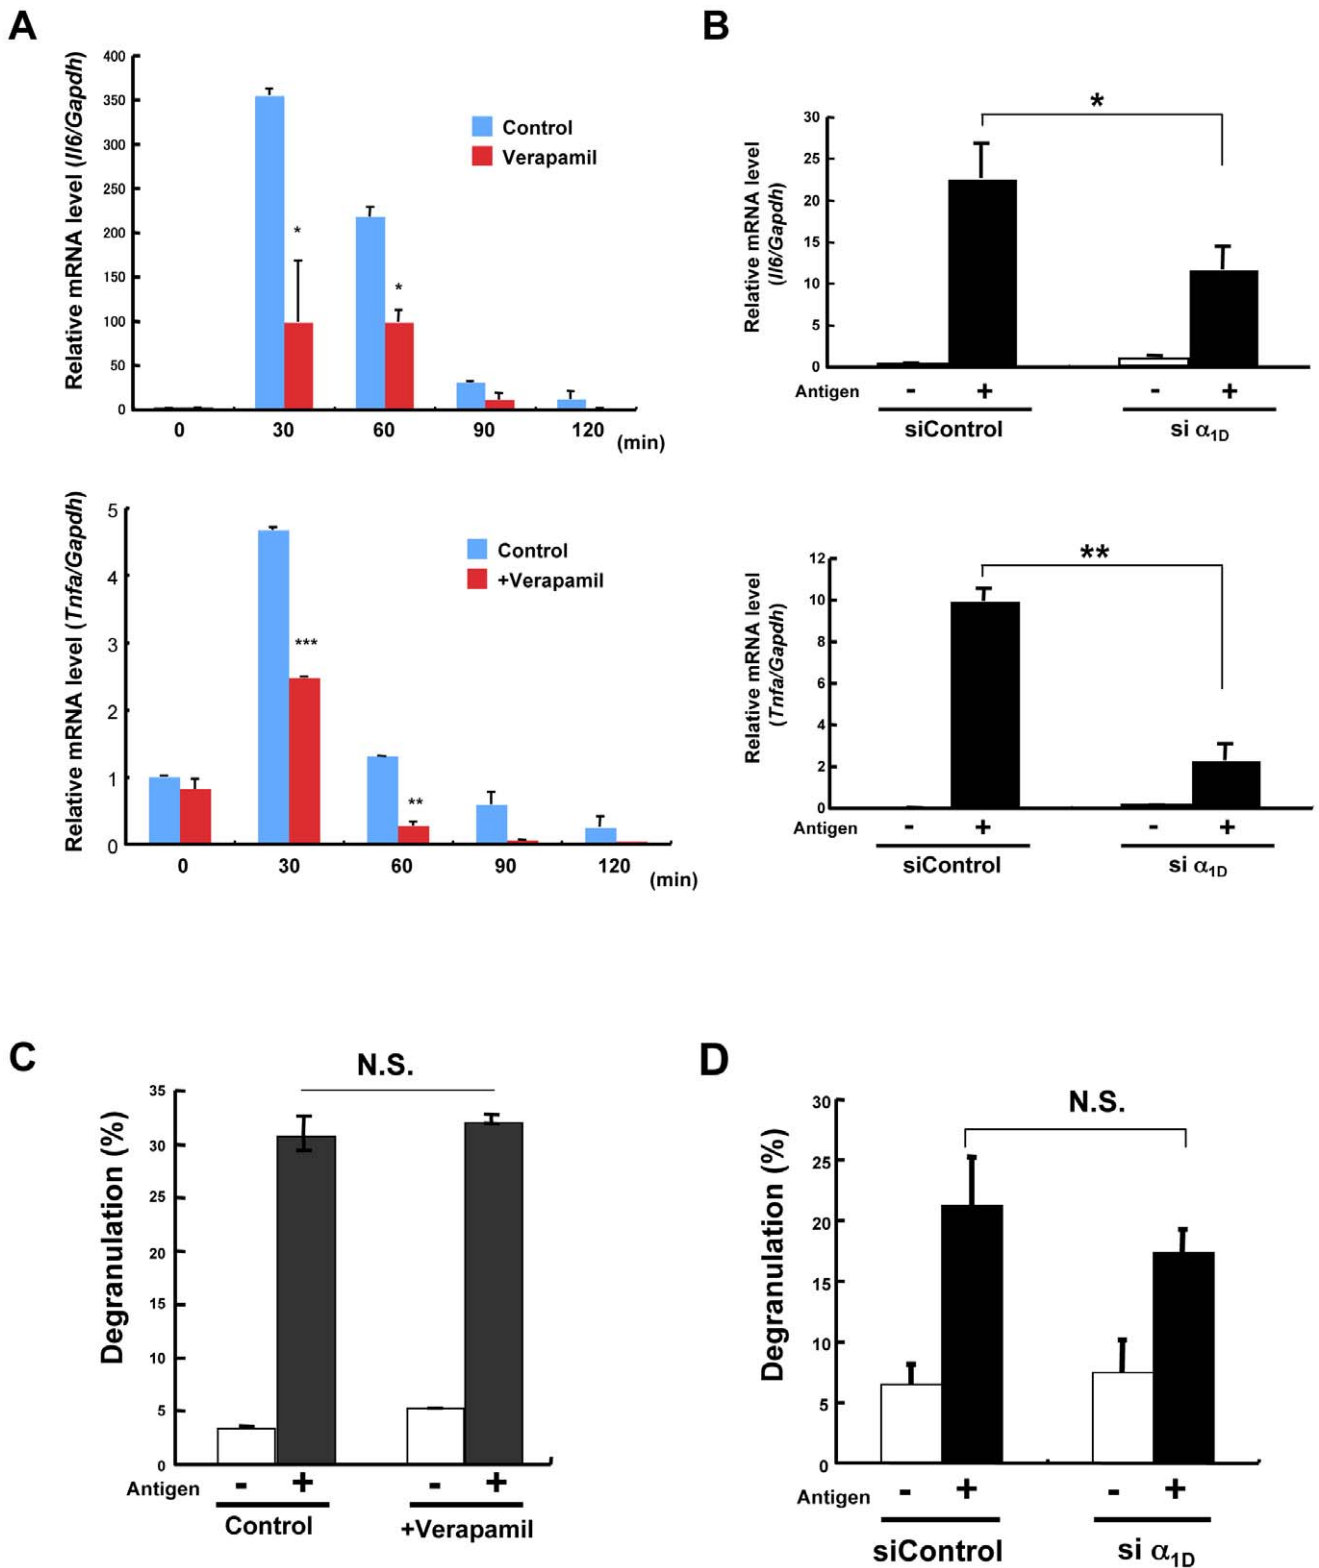 A
Relative mRNA level (Il6/Gapdh)
400
350
300
250
200
150
100
50
0
Control
Verapamil
*
*
0 30 60 90 120
(min)
Relative mRNA level (Tnfa/Gapdh)
5
4
3
2
1
0
Control
+Verapamil
***
**
0 30 60 90 120
(min)
B
Relative mRNA level
(Il6/Gapdh)
30
25
20
15
10
5
0
*
Antigen - + - +
siControl si α1D
Relative mRNA level
(Tnfa/Gapdh)
12
10
8
6
4
2
0
**
Antigen - + - +
siControl si α1D
C
Degranulation (%)
35
30
25
20
15
10
5
0
N.S.
Antigen - + - +
Control +Verapamil
D
Degranulation (%)
30
25
20
15
10
5
0
N.S.
Antigen - + - +
siControl si α1D